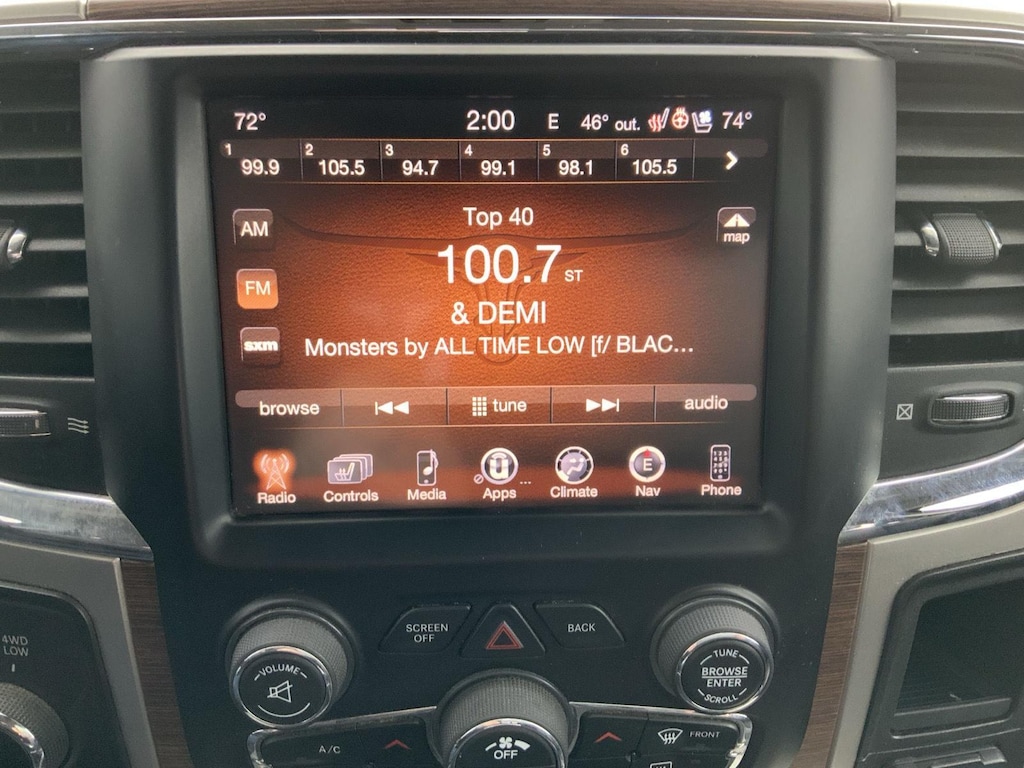 72° 2:00 E 46° out. 74°
1 99.9 2 105.5 3 94.7 4 99.1 5 98.1 6 105.5
AM Top 40 map
100.7 ST
FM
& DEMI
sxm Monsters by ALL TIME LOW [f/ BLAC...
browse tune audio
Radio Controls Media Apps ... Climate E Nav Phone
SCREEN OFF BACK
4WD LOW
VOLUME
TUNE
BROWSE
ENTER
SCROLL
A/C OFF FRONT